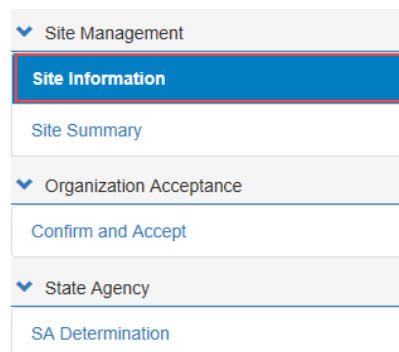 Site Management
Site Information
Site Summary
Organization Acceptance
Confirm and Accept
State Agency
SA Determination